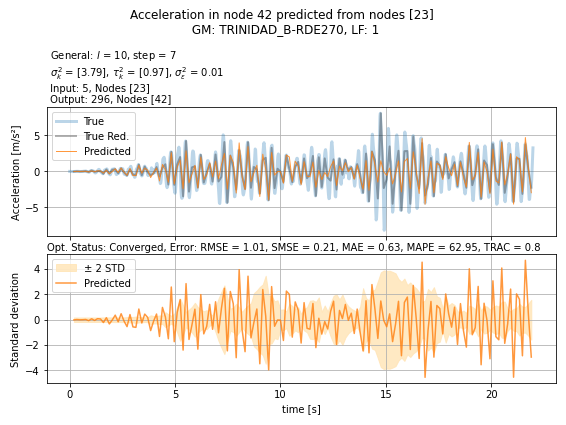 Acceleration in node 42 predicted from nodes [23]
GM: TRINIDAD_B-RDE270, LF: 1
General: l = 10, step = 7
σ²ₖ = [3.79], τ²ₖ = [0.97], σ²ε = 0.01
Input: 5, Nodes [23]
Output: 296, Nodes [42]
Acceleration [m/s²]
5
0
−5
True
True Red.
Predicted
Opt. Status: Converged, Error: RMSE = 1.01, SMSE = 0.21, MAE = 0.63, MAPE = 62.95, TRAC = 0.8
Standard deviation
4
2
0
−2
−4
± 2 STD
Predicted
0 5 10 15 20
time [s]